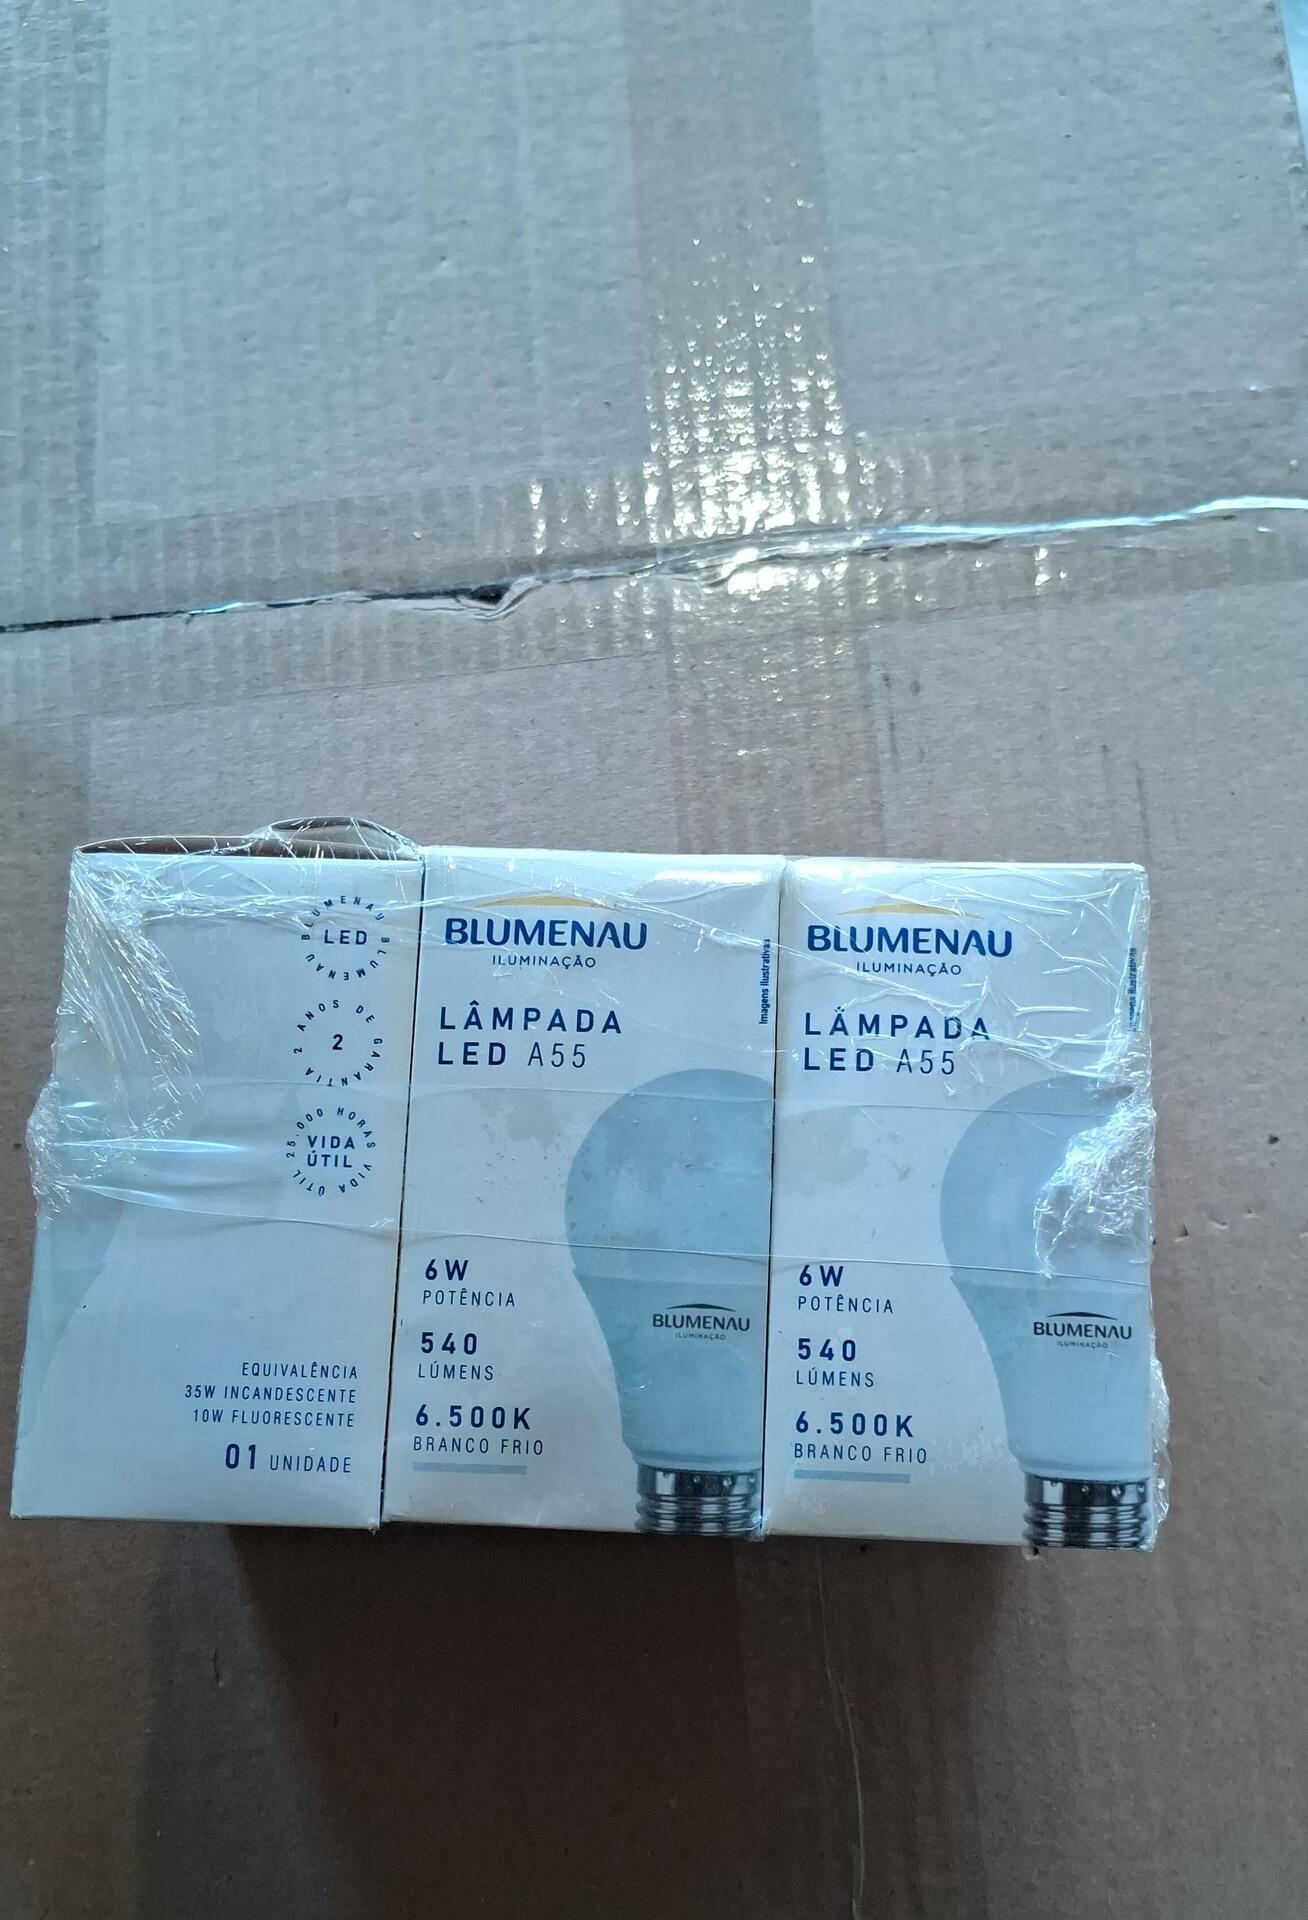 BLUMENAU BLUMENAU
LED
2 ANOS DE GARANTIA
2
25.000 HORAS VIDA ÚTIL
VIDA
ÚTIL
EQUIVALÊNCIA
35W INCANDESCENTE
10W FLUORESCENTE
01 UNIDADE
BLUMENAU
ILUMINAÇÃO
LÂMPADA
LED A55
Imagens ilustrativas
6W
POTÊNCIA
540
LÚMENS
6.500K
BRANCO FRIO
BLUMENAU
ILUMINAÇÃO
BLUMENAU
ILUMINAÇÃO
LÂMPADA
LED A55
Imagens ilustrativas
6W
POTÊNCIA
540
LÚMENS
6.500K
BRANCO FRIO
BLUMENAU
ILUMINAÇÃO